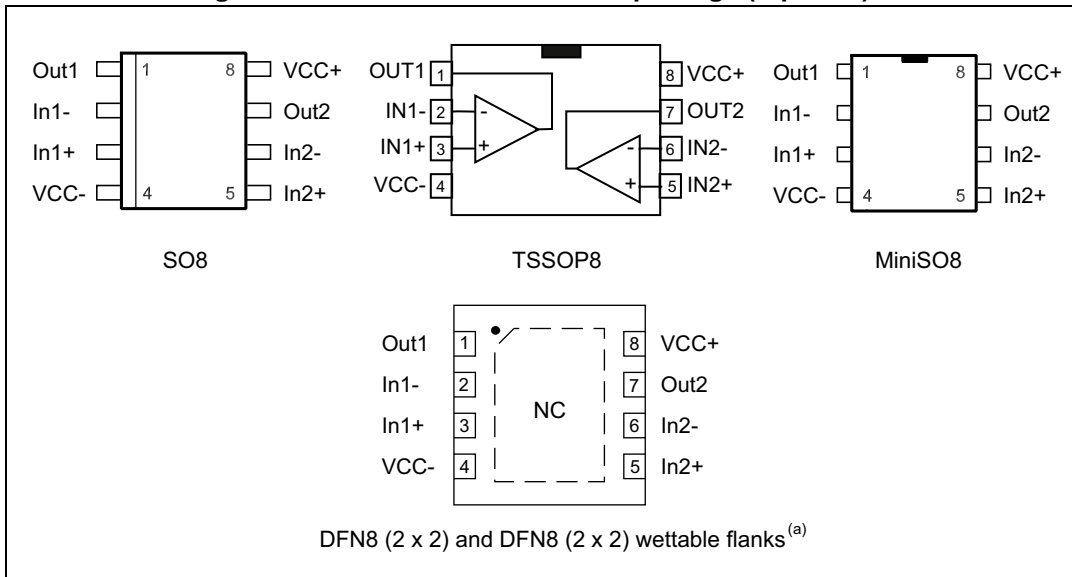 Out1 1 8 VCC+
In1- Out2
In1+ In2-
VCC- 4 5 In2+
SO8
OUT1 1 8 VCC+
IN1- 2 - 7 OUT2
IN1+ 3 + - 6 IN2-
VCC- 4 + 5 IN2+
TSSOP8
Out1 1 8 VCC+
In1- Out2
In1+ In2-
VCC- 4 5 In2+
MiniSO8
Out1 1 8 VCC+
In1- 2 7 Out2
In1+ 3 NC 6 In2-
VCC- 4 5 In2+
DFN8 (2 x 2) and DFN8 (2 x 2) wettable flanks(a)